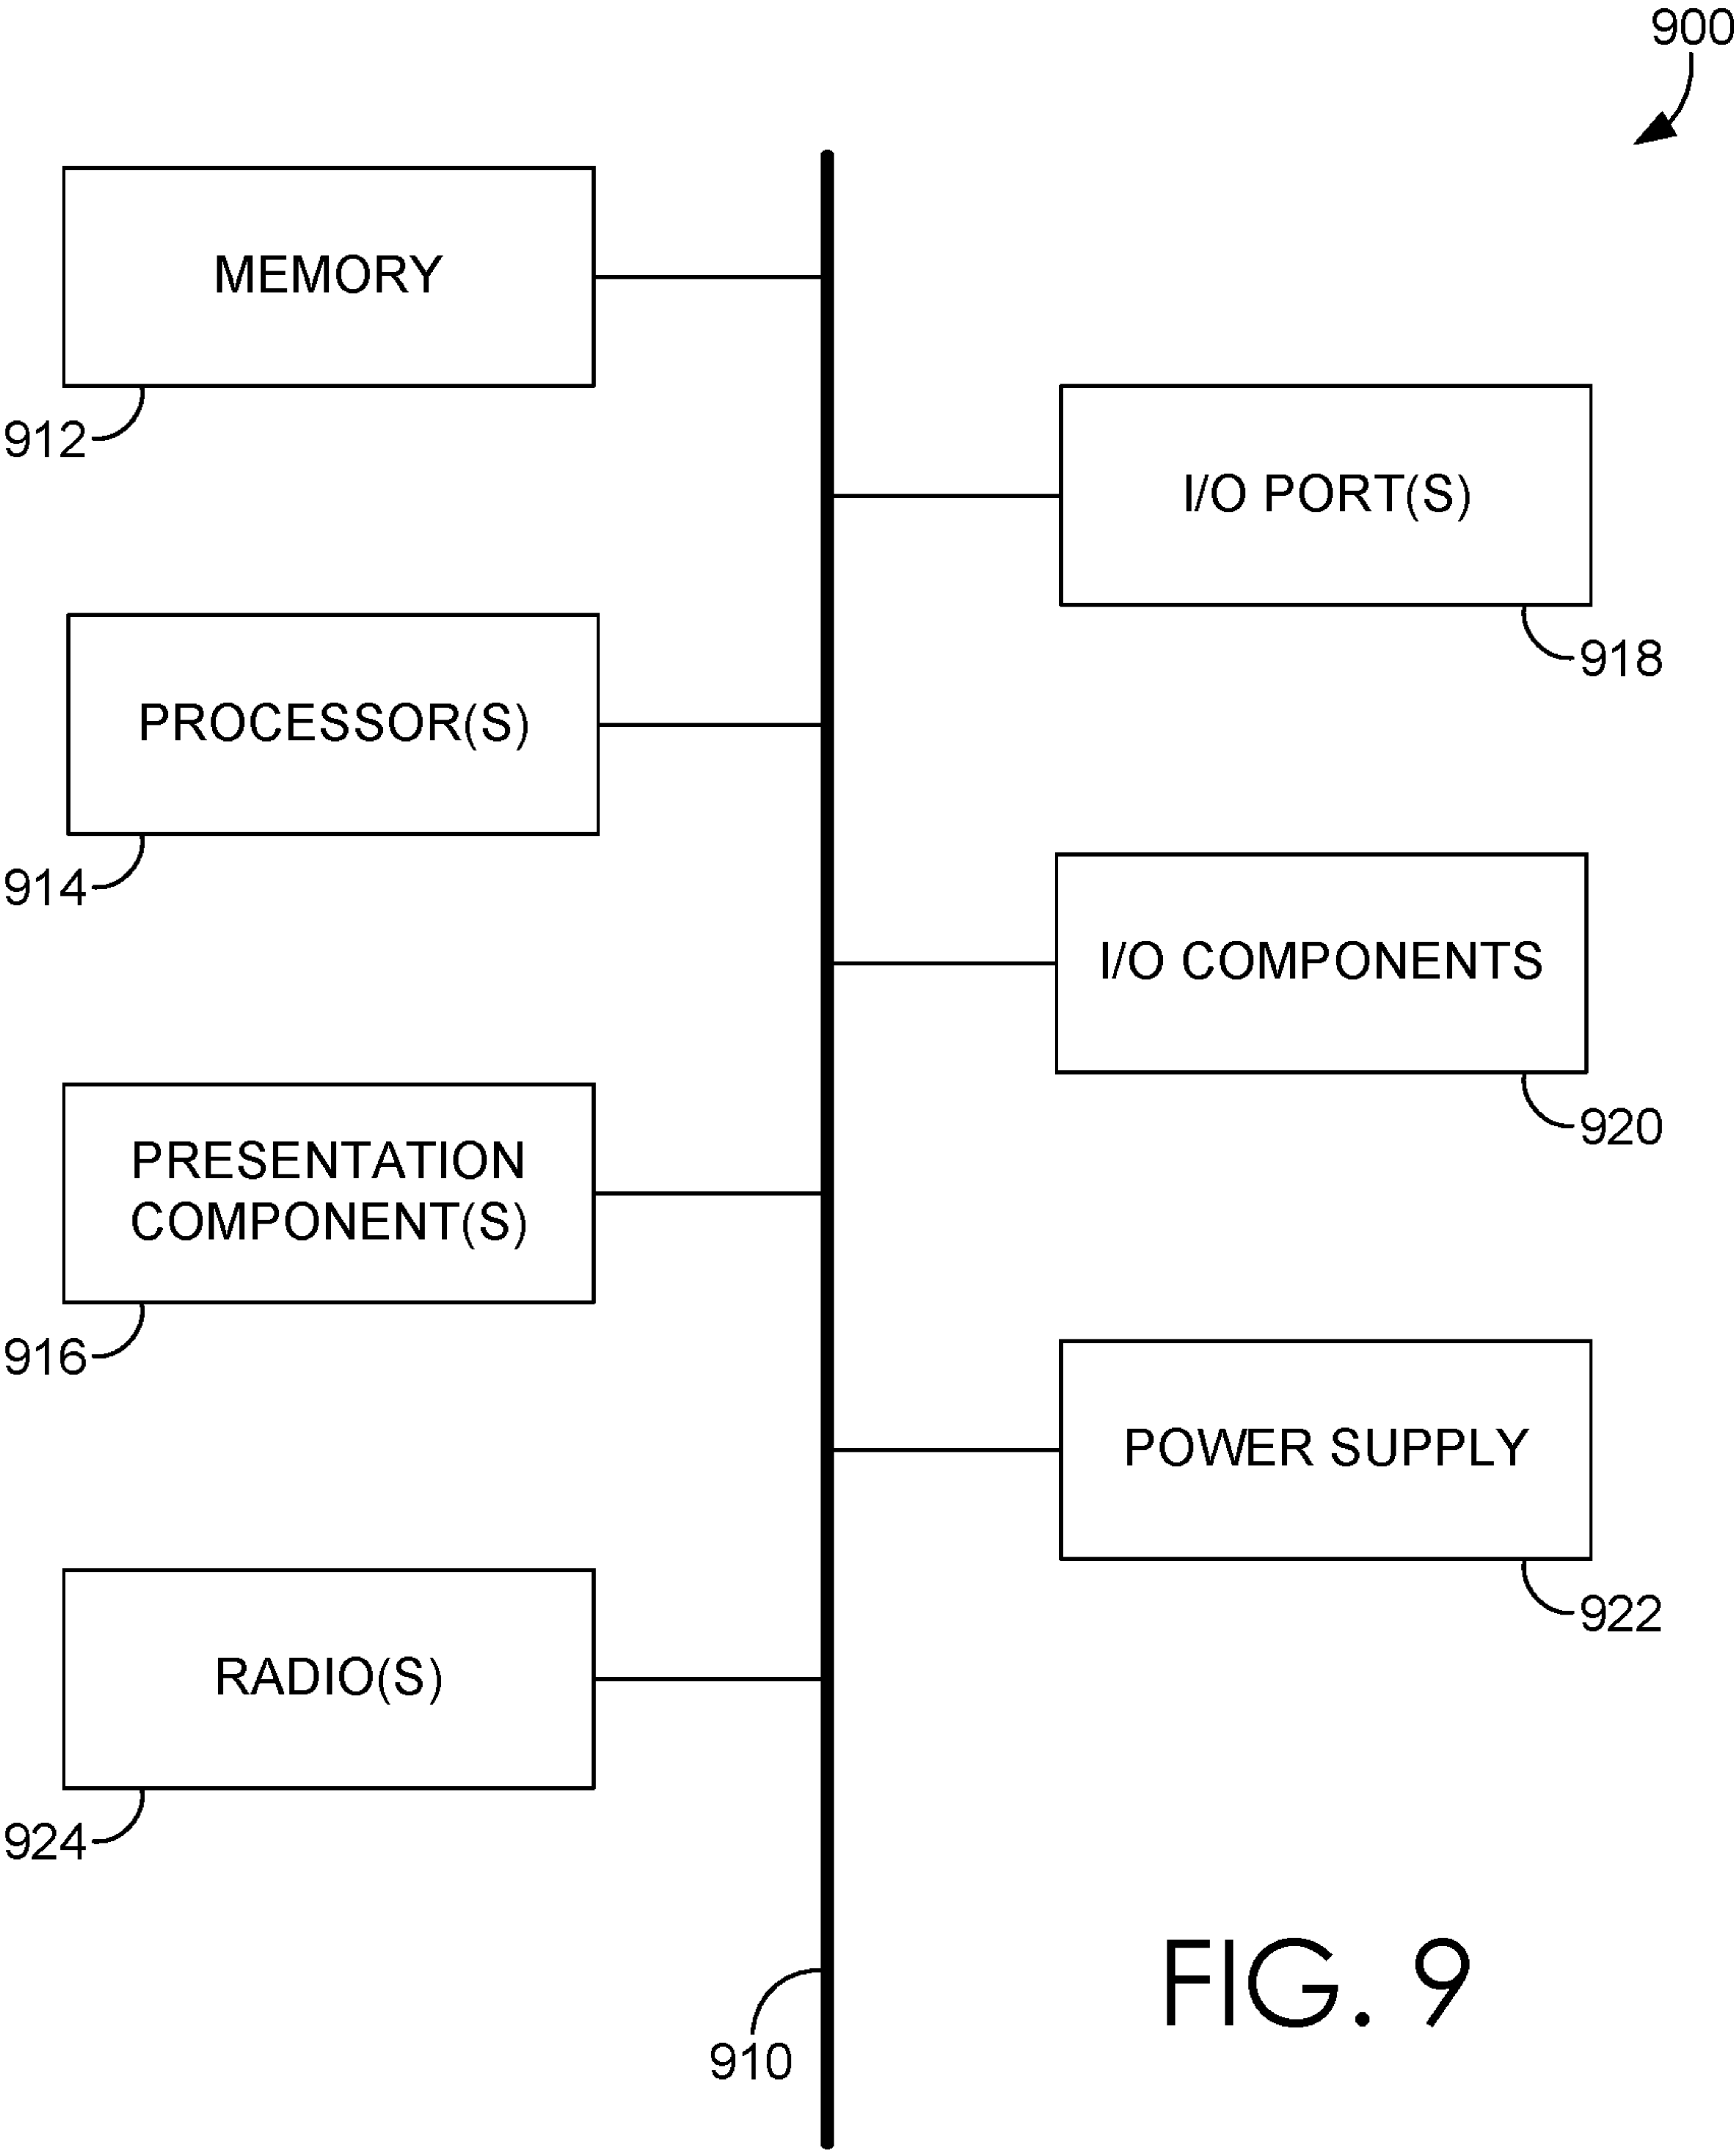 900
MEMORY
912
I/O PORT(S)
918
PROCESSOR(S)
914
I/O COMPONENTS
920
PRESENTATION
COMPONENT(S)
916
POWER SUPPLY
922
RADIO(S)
924
910
FIG. 9